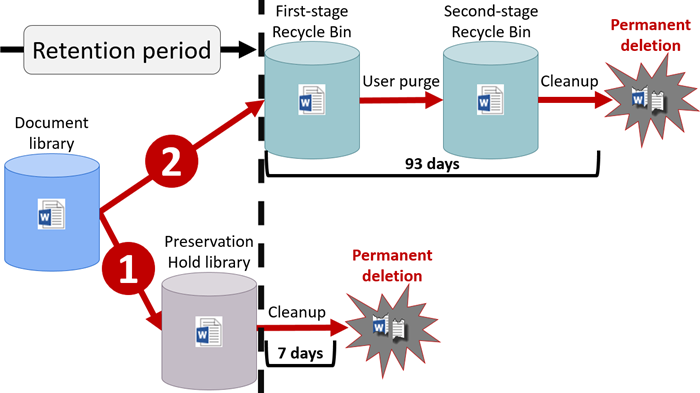 First-stage
Recycle Bin
Second-stage
Recycle Bin
Permanent
deletion
Retention period
User purge
Cleanup
Document
library
2
93 days
1
Preservation
Hold library
Permanent
deletion
Cleanup
7 days